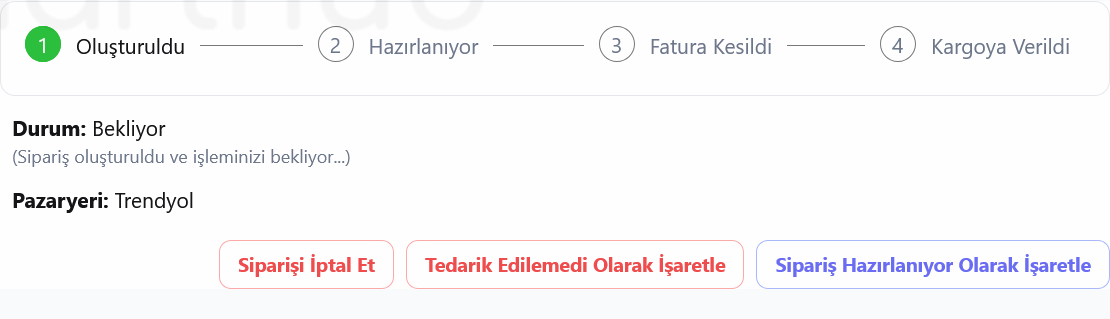 1 Oluşturuldu 2 Hazırlanıyor 3 Fatura Kesildi 4 Kargoya Verildi
Durum: Bekliyor
(Sipariş oluşturuldu ve işleminizi bekliyor...)
Pazaryeri: Trendyol
Siparişi İptal Et Tedarik Edilemedi Olarak İşaretle Sipariş Hazırlanıyor Olarak İşaretle